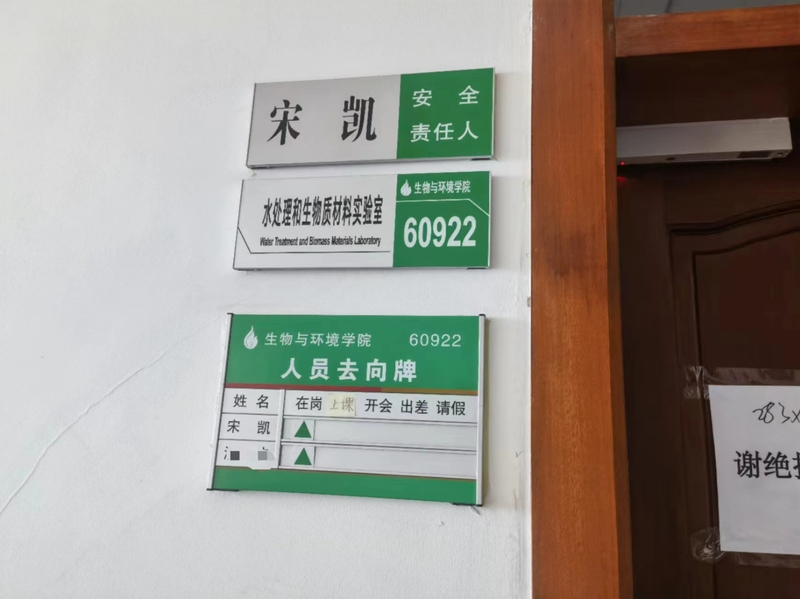 宋凯
安全
责任人
水处理和生物质材料实验室
Water Treatment and Biomass Materials Laboratory
生物与环境学院
60922
生物与环境学院 60922
人员去向牌
姓名 在岗 上课 开会 出差 请假
宋凯
谢绝